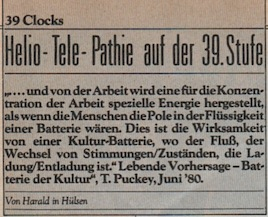 39 Clocks
Helio-Tele-Pathie auf der 39. Stufe
„.... und von der Arbeit wird eine für die Konzen-
tration der Arbeit spezielle Energie hergestellt,
als wenn die Menschen die Pole in der Flüssigkeit
einer Batterie wären. Dies ist die Wirksamkeit
von einer Kultur-Batterie, wo der Fluß, der
Wechsel von Stimmungen/Zuständen, die La-
dung/Entladung ist.“ Lebende Vorhersage – Bat-
terie der Kultur“, T. Puckey, Juni '80.
Von Harald in Hülsen